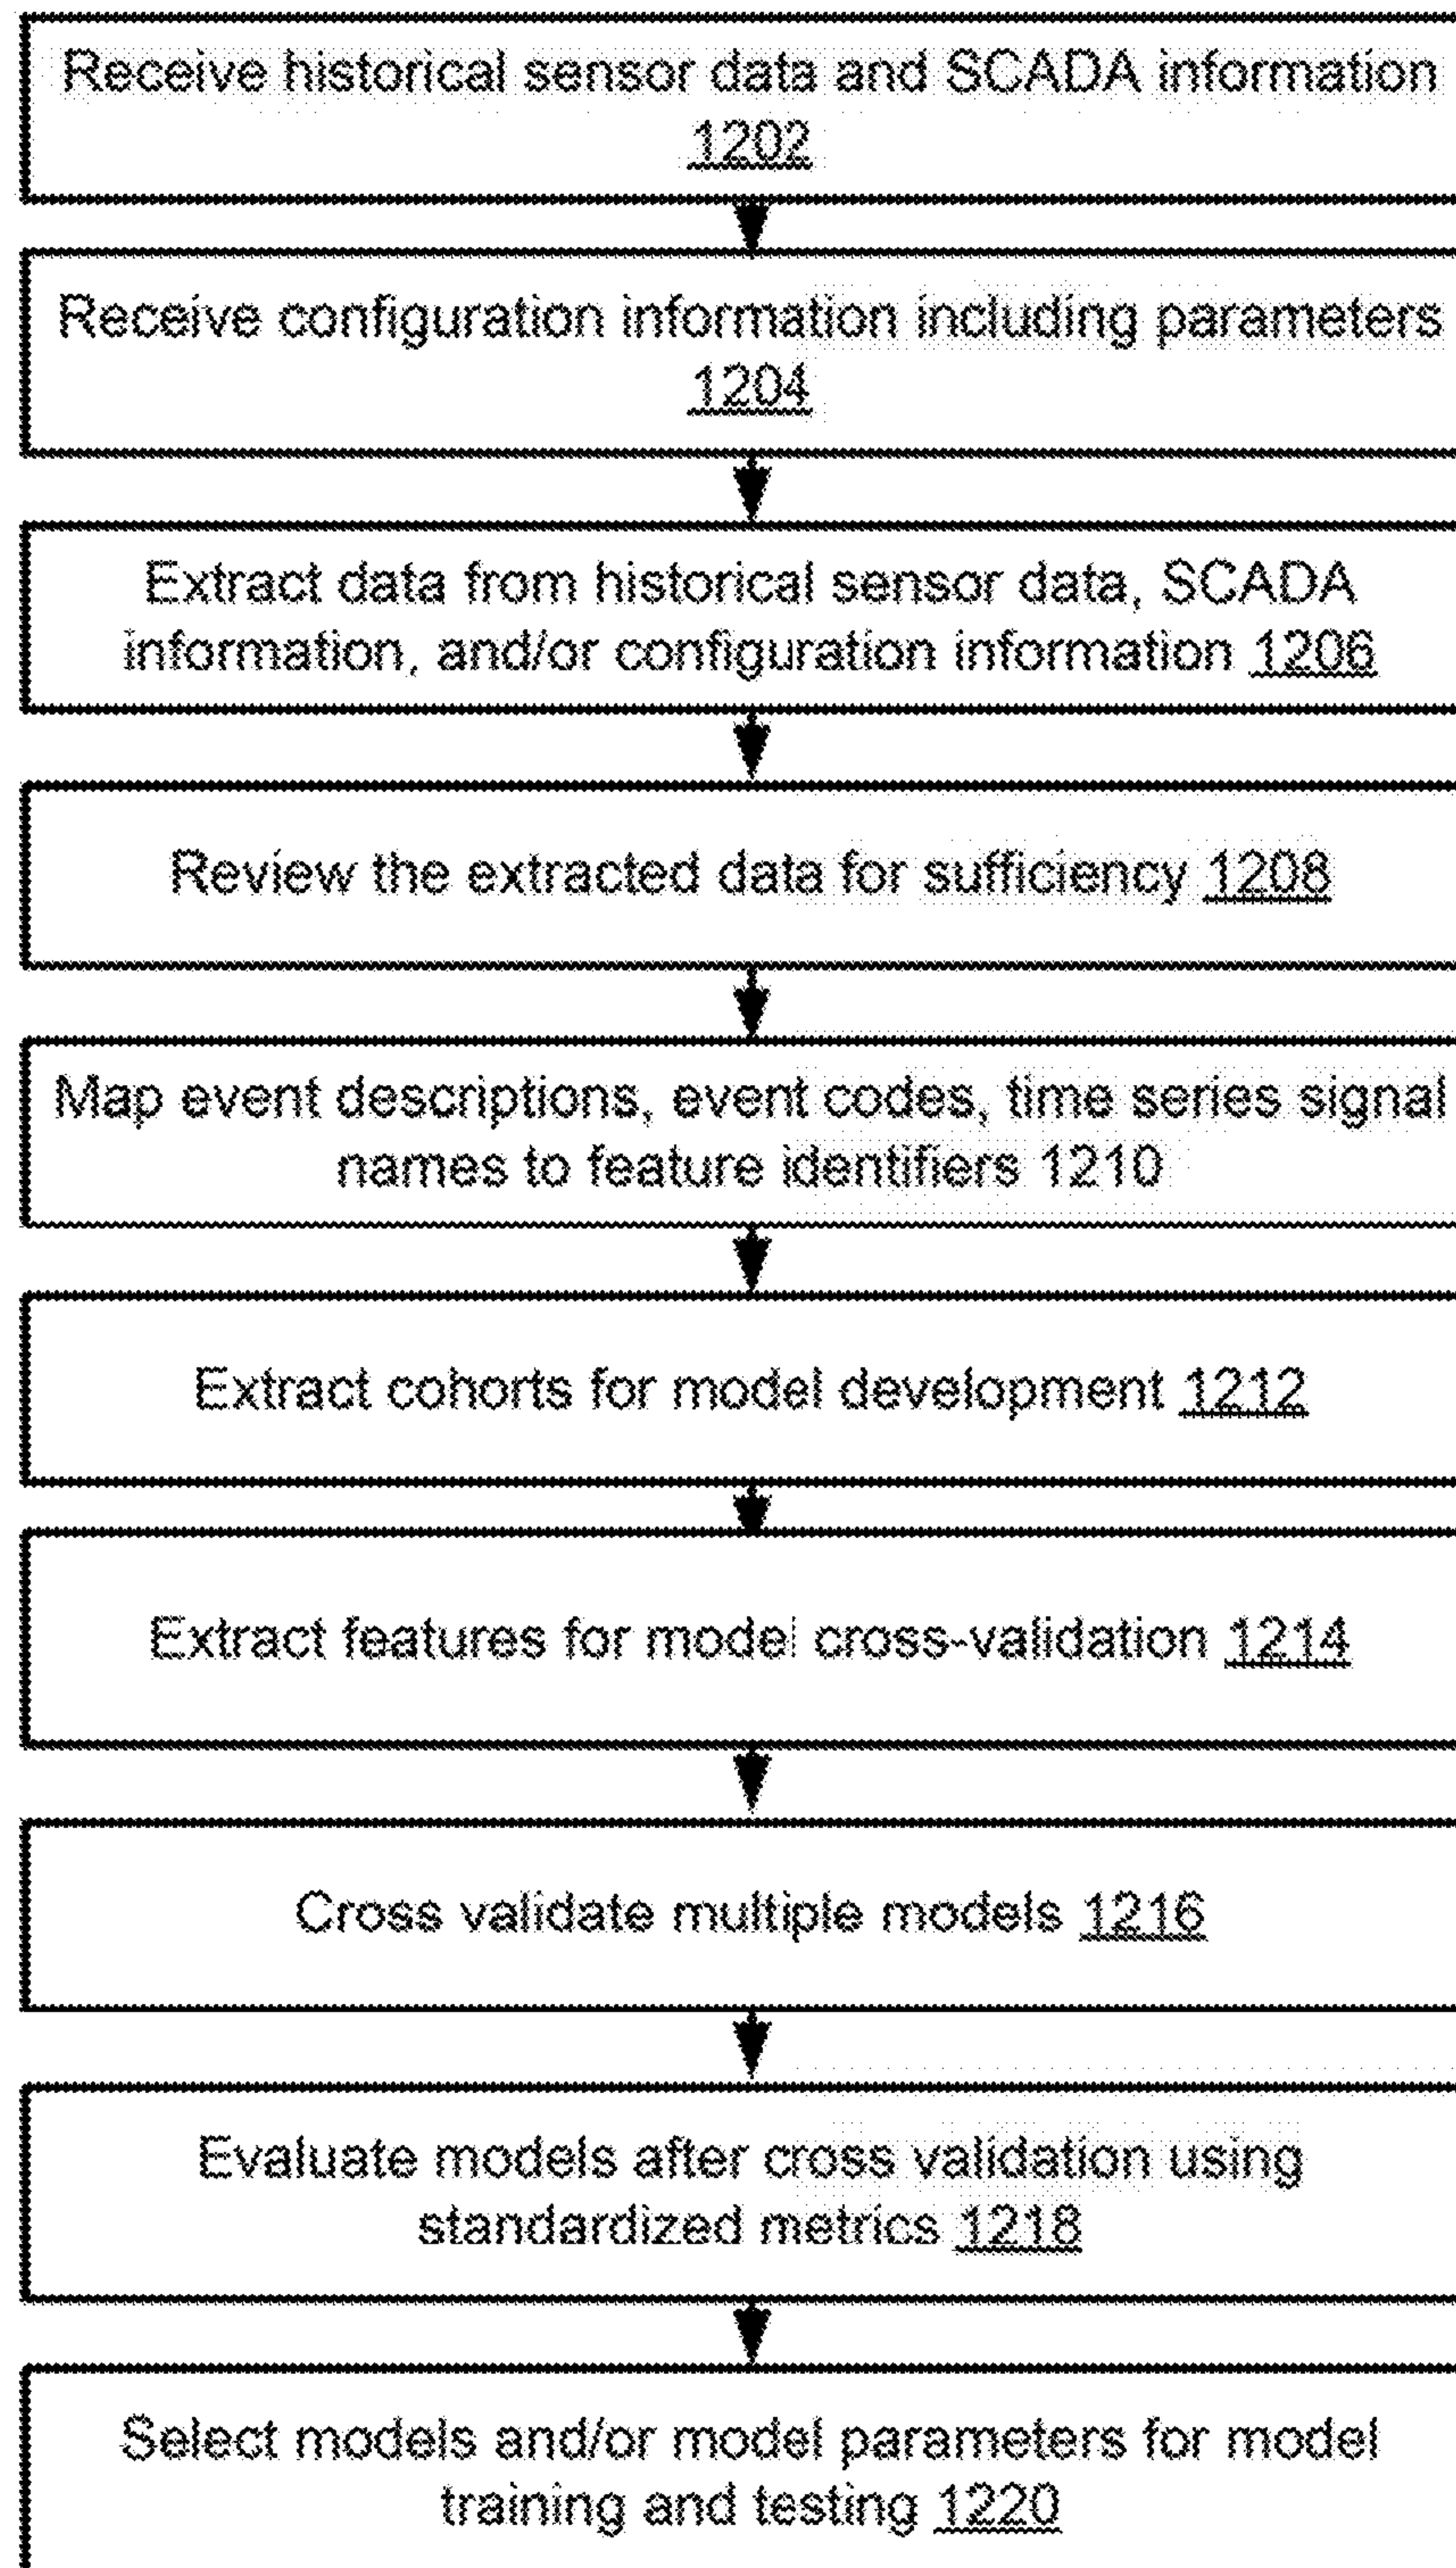 Receive historical sensor data and SCADA information
1202
Receive configuration information including parameters
1204
Extract data from historical sensor data, SCADA
information, and/or configuration information 1206
Review the extracted data for sufficiency 1208
Map event descriptions, event codes, time series signal
names to feature identifiers 1210
Extract cohorts for model development 1212
Extract features for model cross-validation 1214
Cross validate multiple models 1216
Evaluate models after cross validation using
standardized metrics 1218
Select models and/or model parameters for model
training and testing 1220